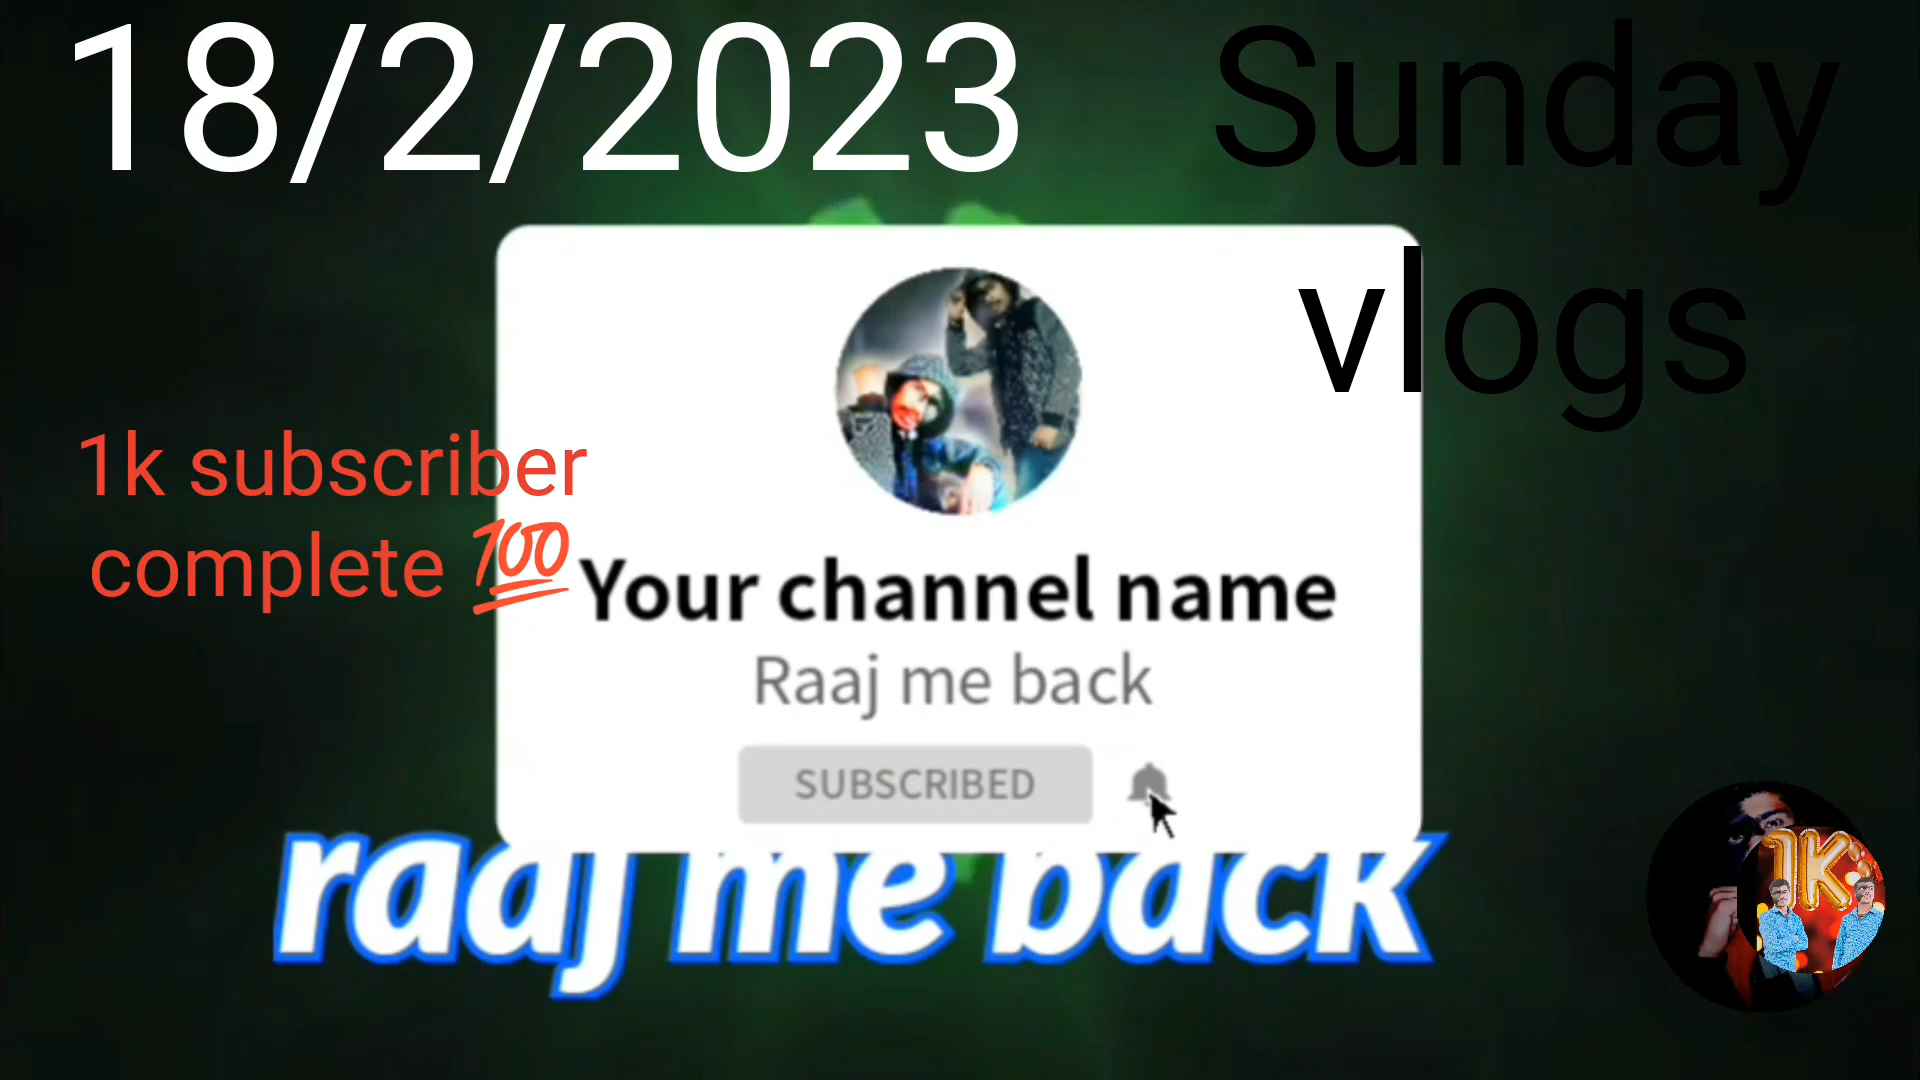 18/2/2023
Sunday
vlogs
1k subscriber
complete 💯
Your channel name
Raaj me back
SUBSCRIBED
raaj me back
1K